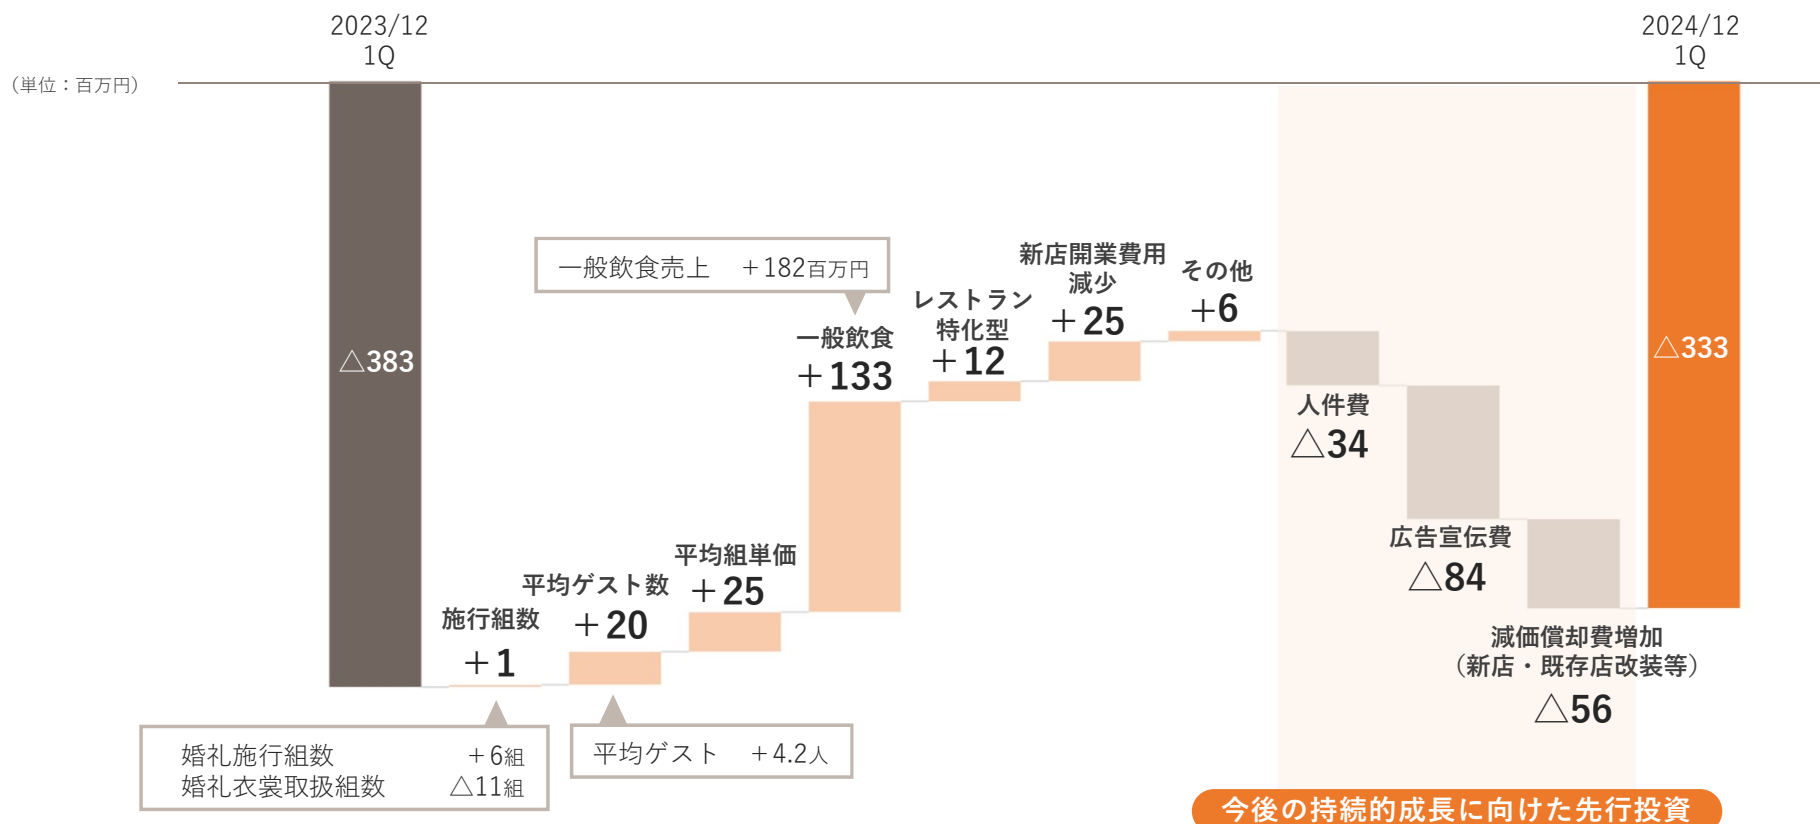 2023/12
1Q
2024/12
1Q
（単位：百万円）
△383
施行組数
＋1
婚礼施行組数 ＋6組
婚礼衣裳取扱組数 △11組
平均ゲスト数
＋20
平均ゲスト ＋4.2人
平均組単価
＋25
一般飲食売上 ＋182百万円
一般飲食
＋133
レストラン
特化型
＋12
新店開業費用
減少
＋25
その他
＋6
人件費
△34
広告宣伝費
△84
減価償却費増加
（新店・既存店改装等）
△56
△333
今後の持続的成長に向けた先行投資